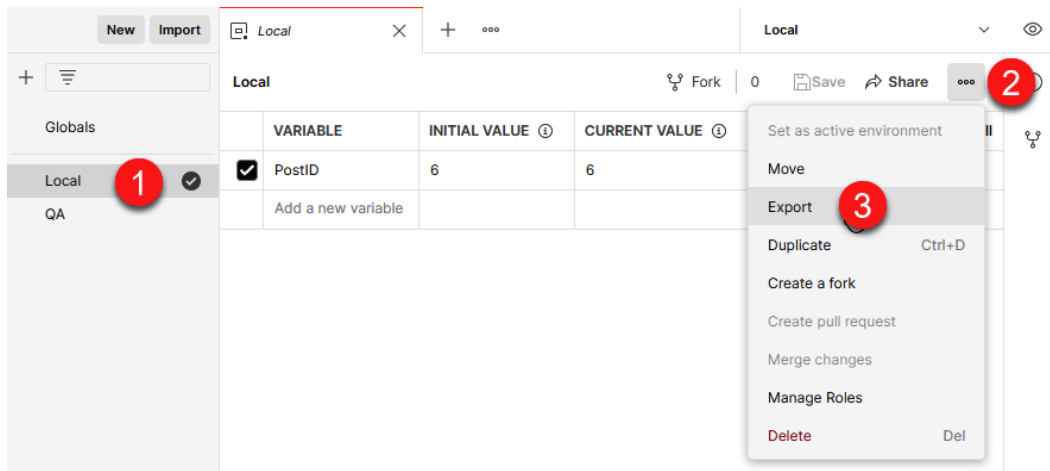 New Import Local Local
Local Fork 0 Save Share 2
Globals
VARIABLE INITIAL VALUE CURRENT VALUE
Set as active environment
Local 1
PostID 6 6
Move
QA
Add a new variable
Export 3
Duplicate Ctrl+D
Create a fork
Create pull request
Merge changes
Manage Roles
Delete Del